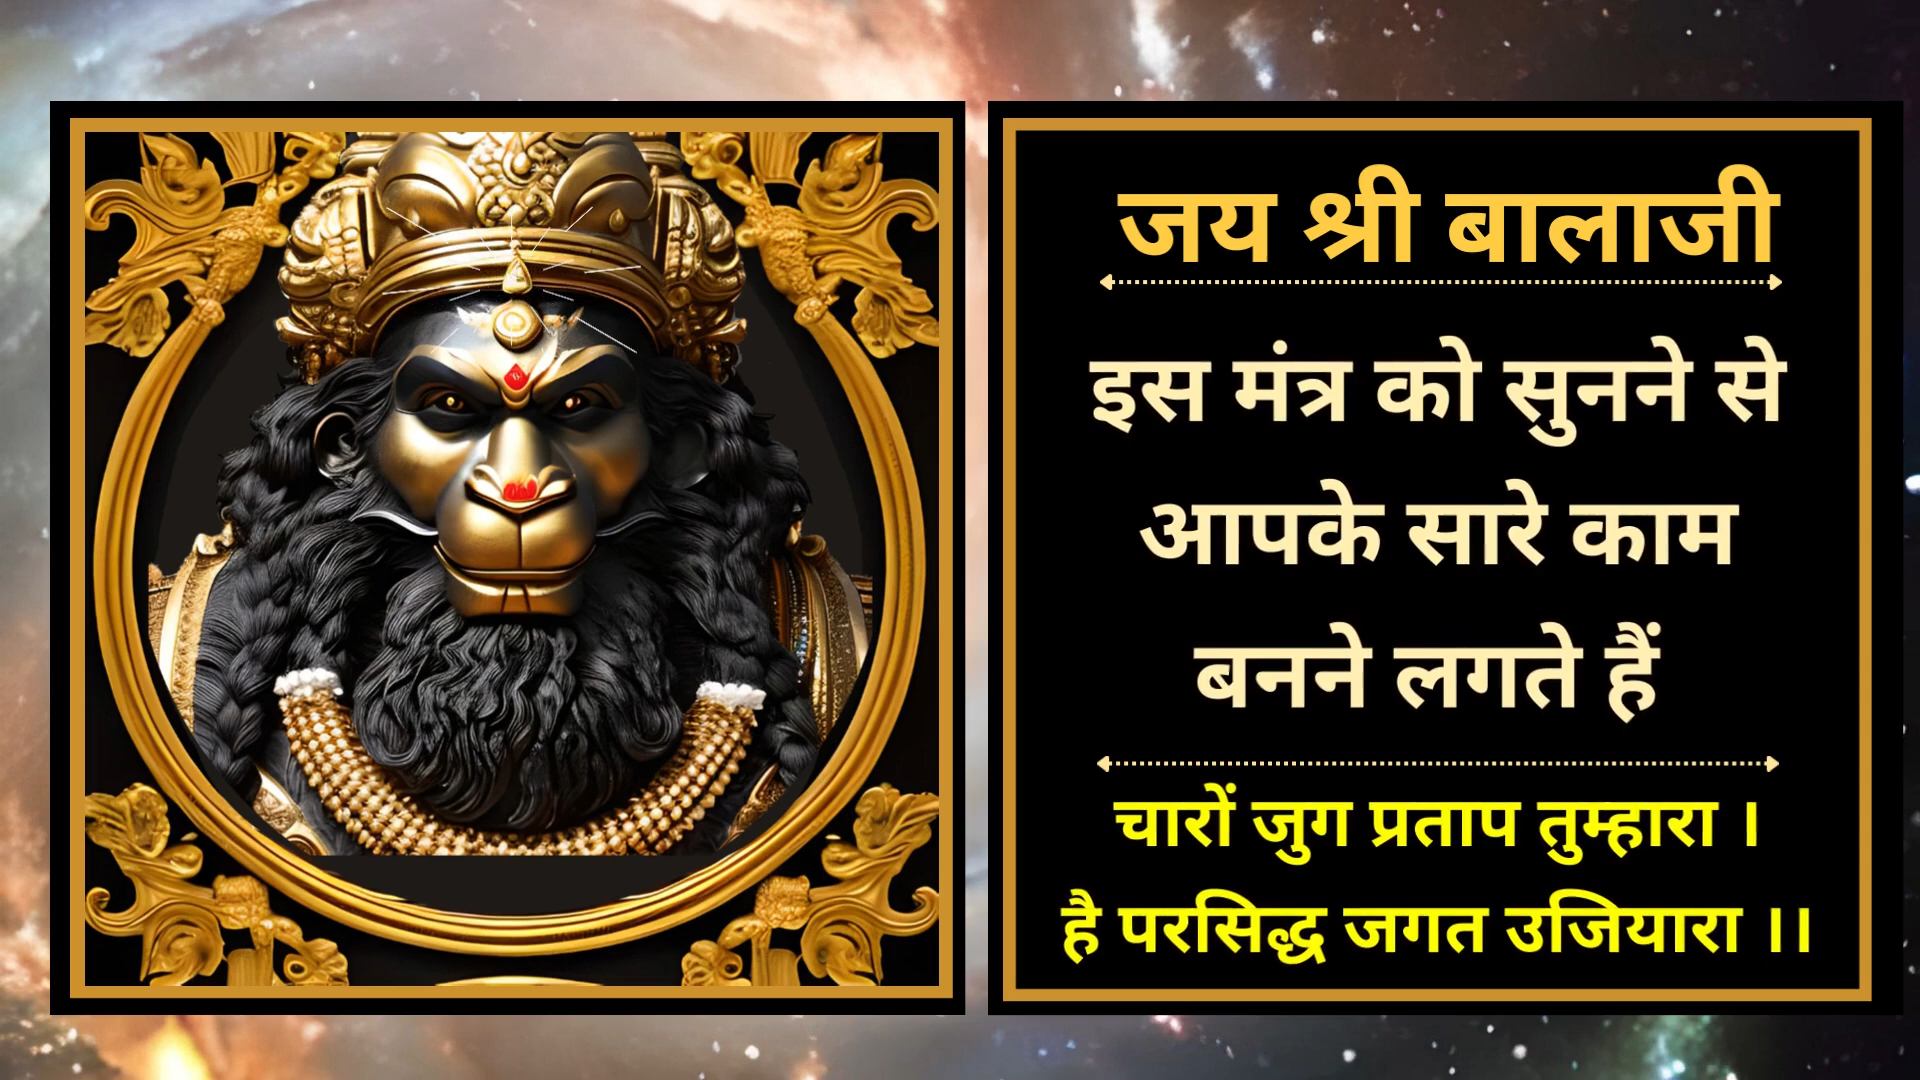 जय श्री बालाजी
इस मंत्र को सुनने से
आपके सारे काम
बनने लगते हैं
चारों जुग प्रताप तुम्हारा ।
है परसिद्ध जगत उजियारा ।।